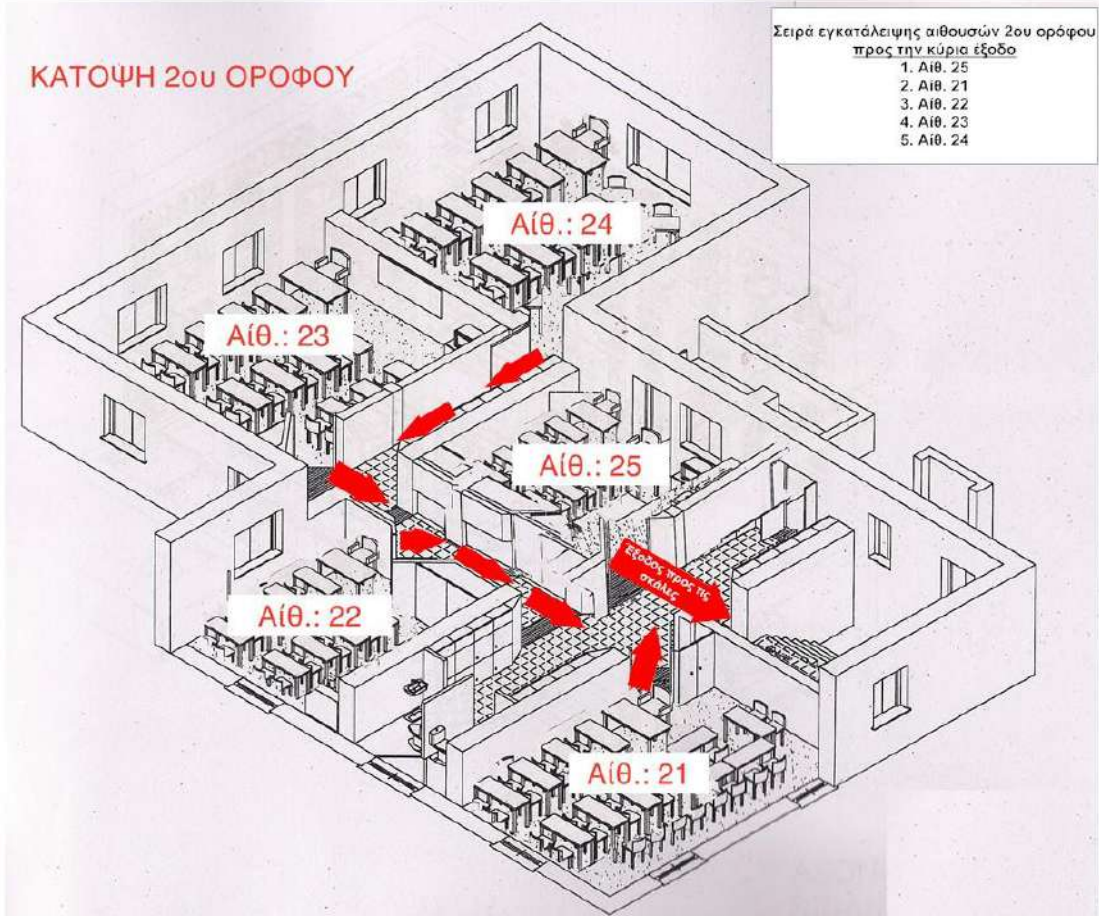 ΚΑΤΟΨΗ 2ου ΟΡΟΦΟΥ
Σειρά εγκατάλειψης αιθουσών 2ου ορόφου
προς την κύρια έξοδο
1. Αίθ. 25
2. Αίθ. 21
3. Αίθ. 22
4. Αίθ. 23
5. Αίθ. 24
Αίθ.: 24
Αίθ.: 23
Αίθ.: 25
Έξοδος προς τις
σκάλες
Αίθ.: 22
Αίθ.: 21